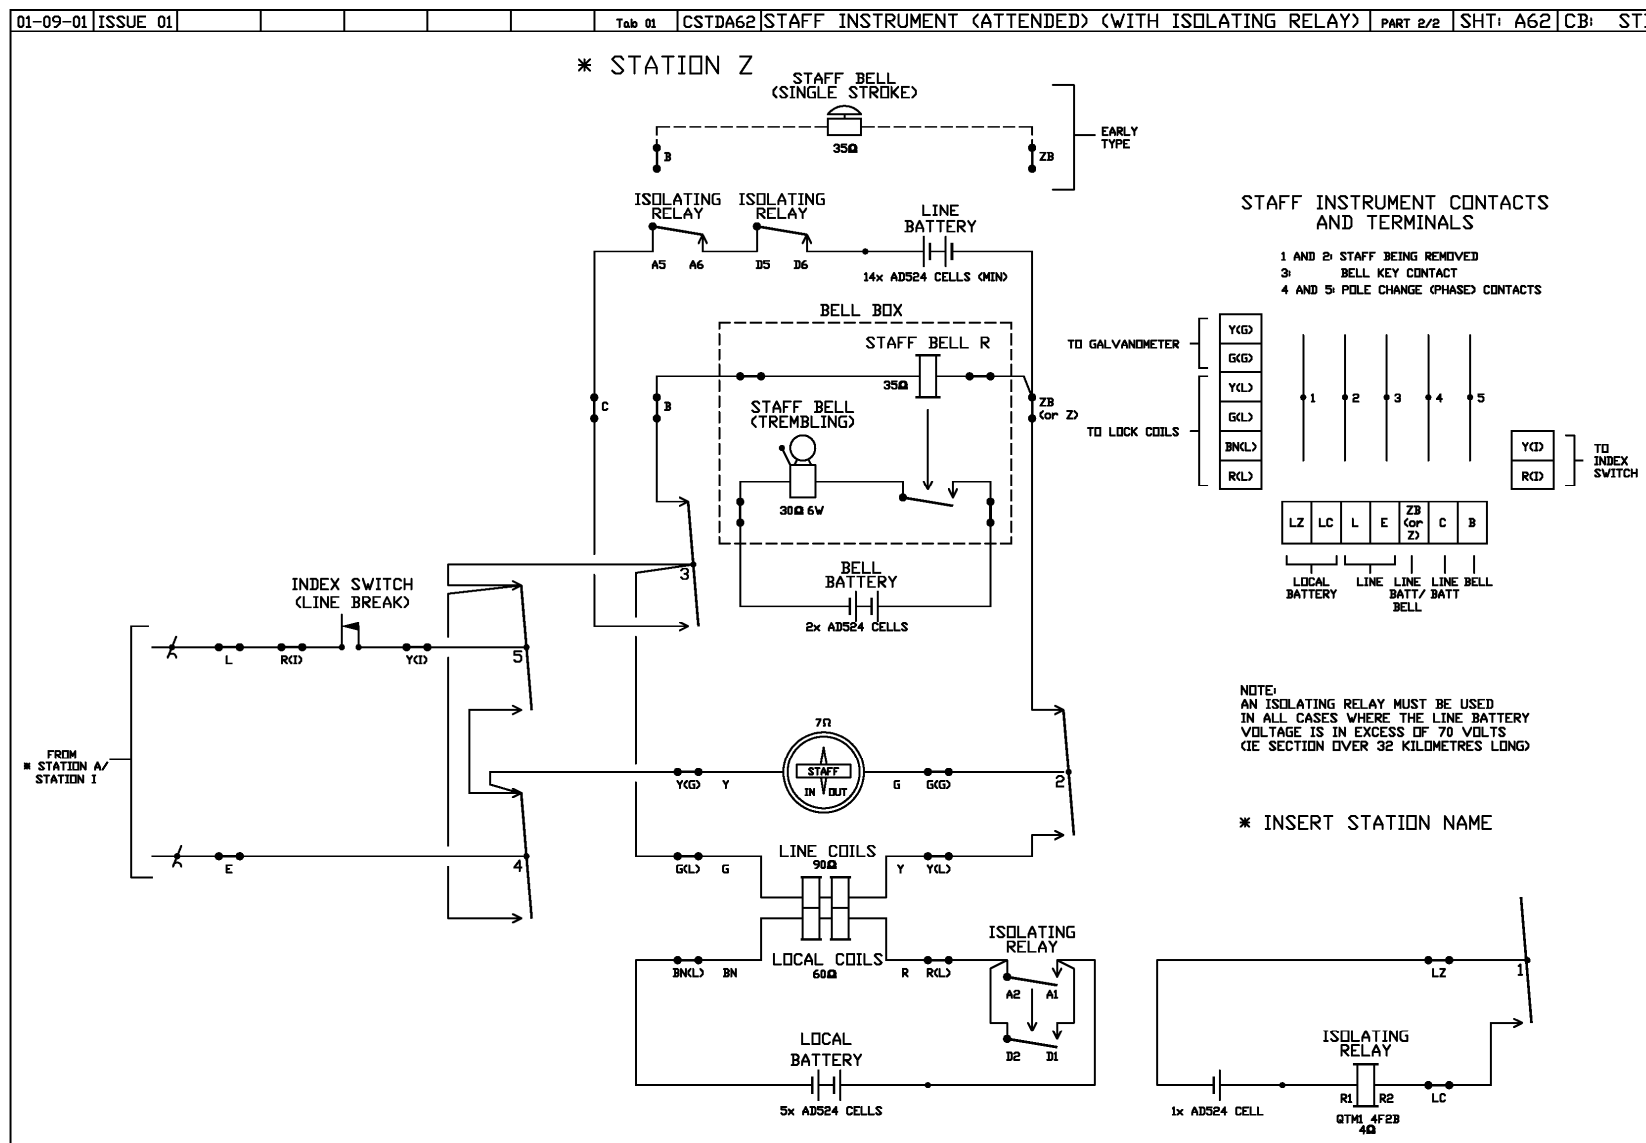 01-09-01 ISSUE 01 Tab 01 CSTDA62 STAFF INSTRUMENT (ATTENDED) (WITH ISOLATING RELAY) PART 2/2 SHT: A62 CB:
* STATION Z
STAFF BELL
(SINGLE STROKE)
35Ω
B
ZB
EARLY
TYPE
ISOLATING
RELAY
A5 A6
ISOLATING
RELAY
D5 D6
LINE
BATTERY
14x AD524 CELLS (MIN)
STAFF INSTRUMENT CONTACTS
AND TERMINALS
1 AND 2: STAFF BEING REMOVED
3: BELL KEY CONTACT
4 AND 5: POLE CHANGE (PHASE) CONTACTS
BELL BOX
STAFF BELL R
35Ω
C
B
ZB
(or Z)
STAFF BELL
(TREMBLING)
30Ω 6W
BELL
BATTERY
2x AD524 CELLS
3
TO GALVANOMETER
Y(G)
G(G)
TO LOCK COILS
Y(L)
G(L)
BN(L)
R(L)
1 2 3 4 5
Y(I)
R(I)
TO
INDEX
SWITCH
LZ LC L E ZB (or Z) C B
LOCAL
BATTERY
LINE
LINE
BATT/
BELL
LINE
BATT
BELL
INDEX SWITCH
(LINE BREAK)
L R(I) Y(I) 5
FROM
* STATION A/
STATION I
E
4
7Ω
STAFF
IN OUT
Y(G) Y
G G(G)
2
LINE COILS
90Ω
G(L) G
Y Y(L)
LOCAL COILS
60Ω
BN(L) BN
R R(L)
ISOLATING
RELAY
A2 A1
D2 D1
LOCAL
BATTERY
5x AD524 CELLS
NOTE:
AN ISOLATING RELAY MUST BE USED
IN ALL CASES WHERE THE LINE BATTERY
VOLTAGE IS IN EXCESS OF 70 VOLTS
(IE SECTION OVER 32 KILOMETRES LONG)
* INSERT STATION NAME
LZ
1
ISOLATING
RELAY
R1 R2
LC
1x AD524 CELL
QTM1 4F2B
4Ω